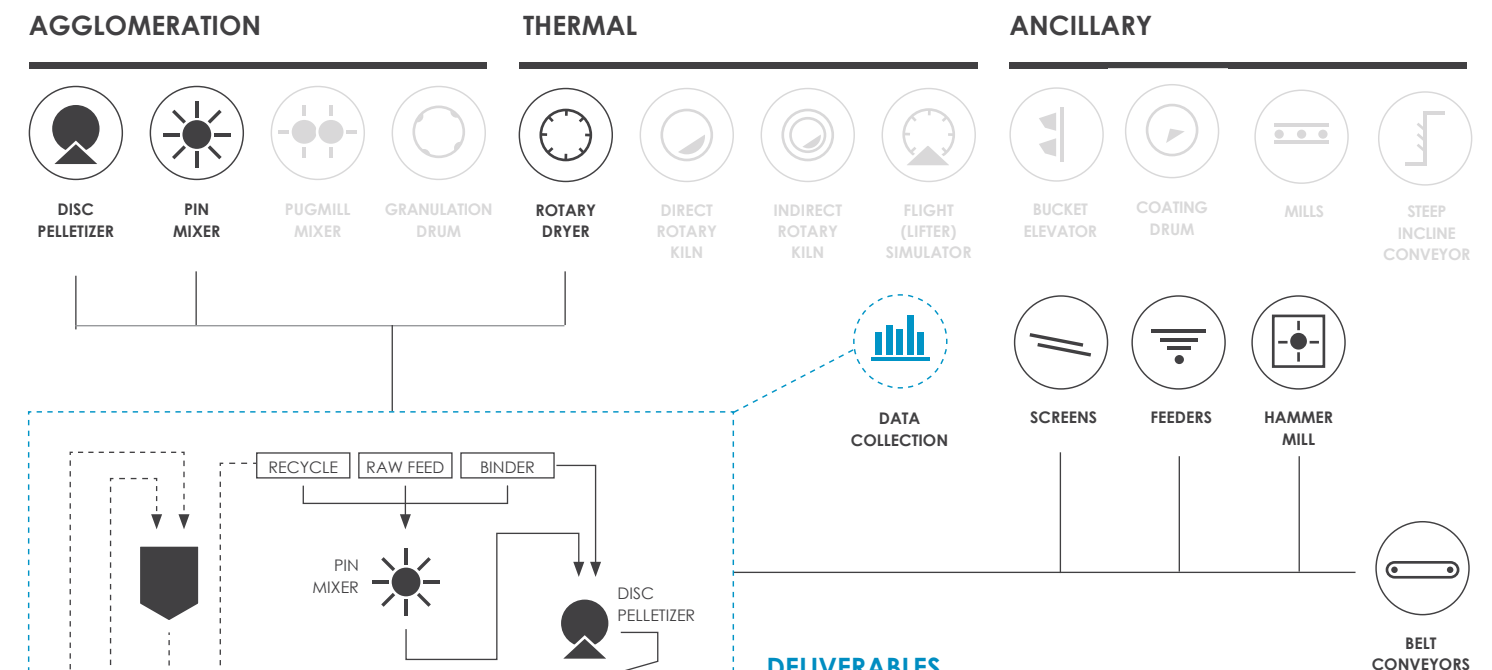 AGGLOMERATION
THERMAL
ANCILLARY
DISC
PELLETIZER
PIN
MIXER
PUGMILL
MIXER
GRANULATION
DRUM
ROTARY
DRYER
DIRECT
ROTARY
KILN
INDIRECT
ROTARY
KILN
FLIGHT
(LIFTER)
SIMULATOR
BUCKET
ELEVATOR
COATING
DRUM
MILLS
STEEP
INCLINE
CONVEYOR
DATA
COLLECTION
SCREENS
FEEDERS
HAMMER
MILL
RECYCLE
RAW FEED
BINDER
PIN
MIXER
DISC
PELLETIZER
BELT
CONVEYORS
DELIVERABLES